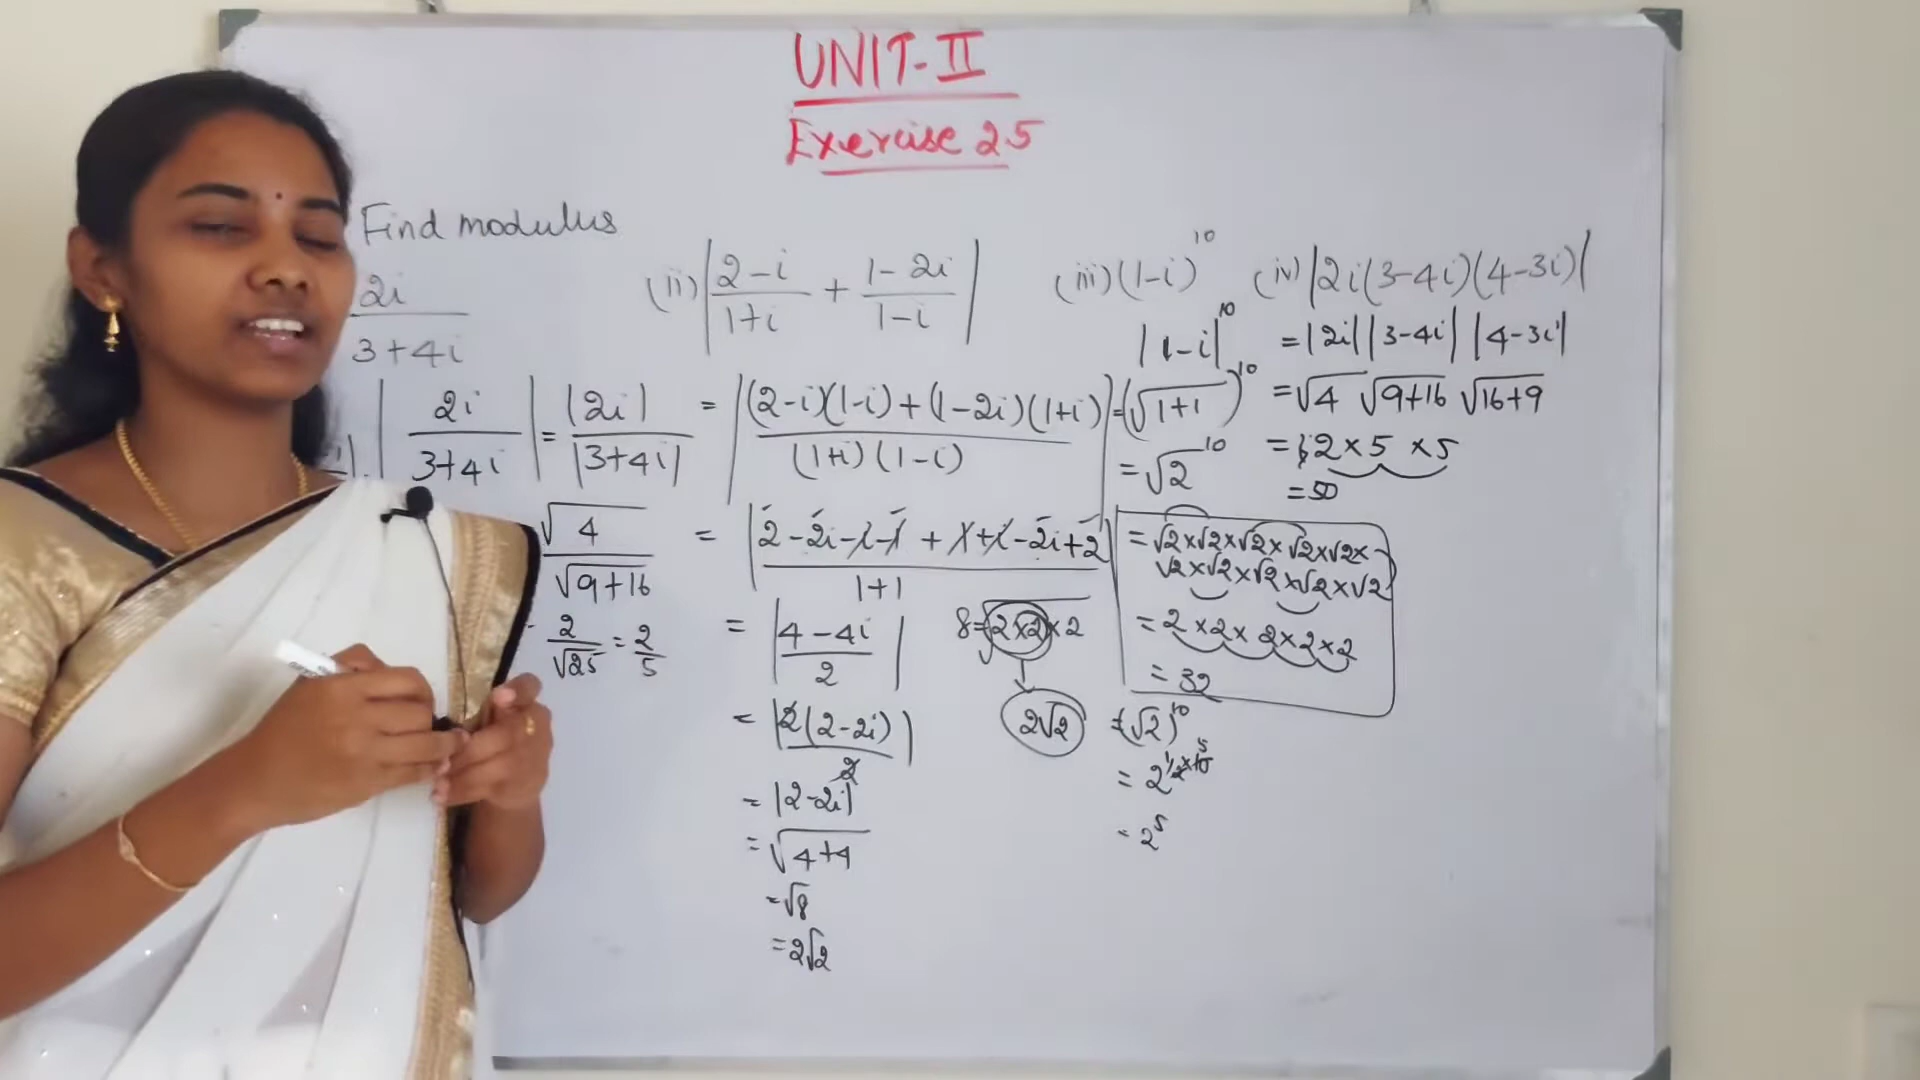 UNIT-II
Exercise 2.5
Find modulus
2i / 3+4i
(ii) |2-i / 1+i + 1-2i / 1-i|
(iii) (1-i)^10
(iv) |2i(3-4i)(4-3i)|
|2i / 3+4i| = |2i| / |3+4i|
√4 / √9+16
2 / √25 = 2 / 5
= |(2-i)(1-i) + (1-2i)(1+i) / (1+i)(1-i)|
= |2-2i-i-1 + 1+i-2i+2 / 1+1|
= |4-4i / 2|
8=√2×2×2
2√2
= |2(2-2i) / 2|
= |2-2i|
= √4+4
= √8
= 2√2
|1-i|^10
= (√1+1)^10
= √2^10
= √2×√2×√2×√2×√2×
√2×√2×√2×√2×√2
= 2×2×2×2×2
= 32
= (√2)^10
= 2^1/2×10 5
= 2^5
= |2i| |3-4i| |4-3i|
= √4 √9+16 √16+9
= 2×5×5
= 50